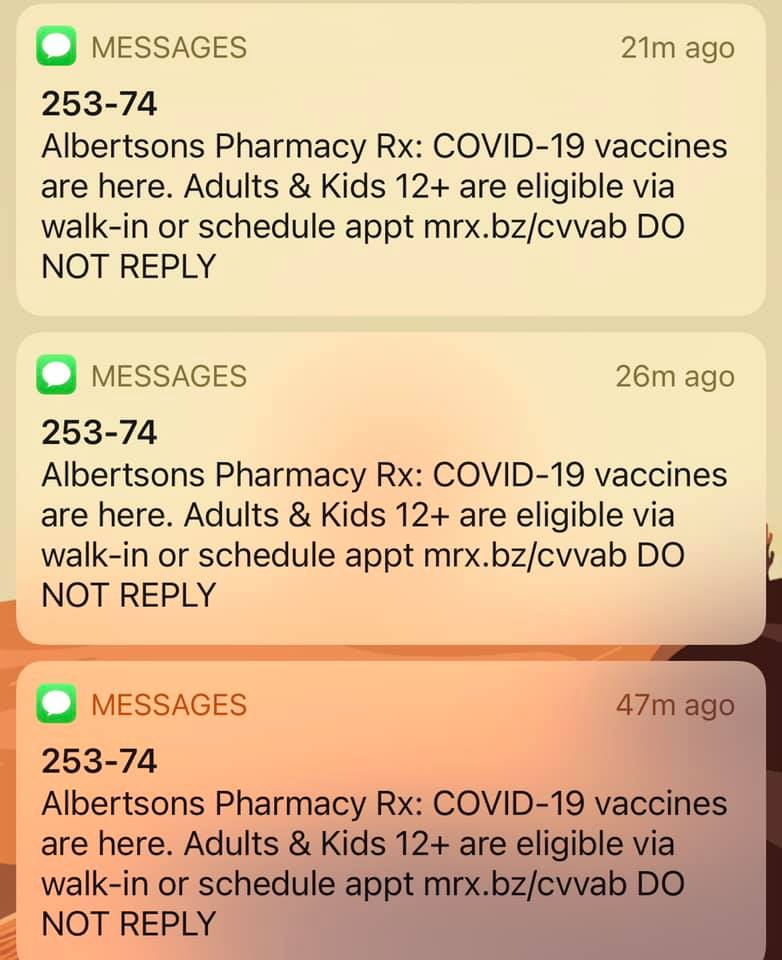 MESSAGES 21m ago
253-74
Albertsons Pharmacy Rx: COVID-19 vaccines
are here. Adults & Kids 12+ are eligible via
walk-in or schedule appt mrx.bz/cvvab DO
NOT REPLY
MESSAGES 26m ago
253-74
Albertsons Pharmacy Rx: COVID-19 vaccines
are here. Adults & Kids 12+ are eligible via
walk-in or schedule appt mrx.bz/cvvab DO
NOT REPLY
MESSAGES 47m ago
253-74
Albertsons Pharmacy Rx: COVID-19 vaccines
are here. Adults & Kids 12+ are eligible via
walk-in or schedule appt mrx.bz/cvvab DO
NOT REPLY